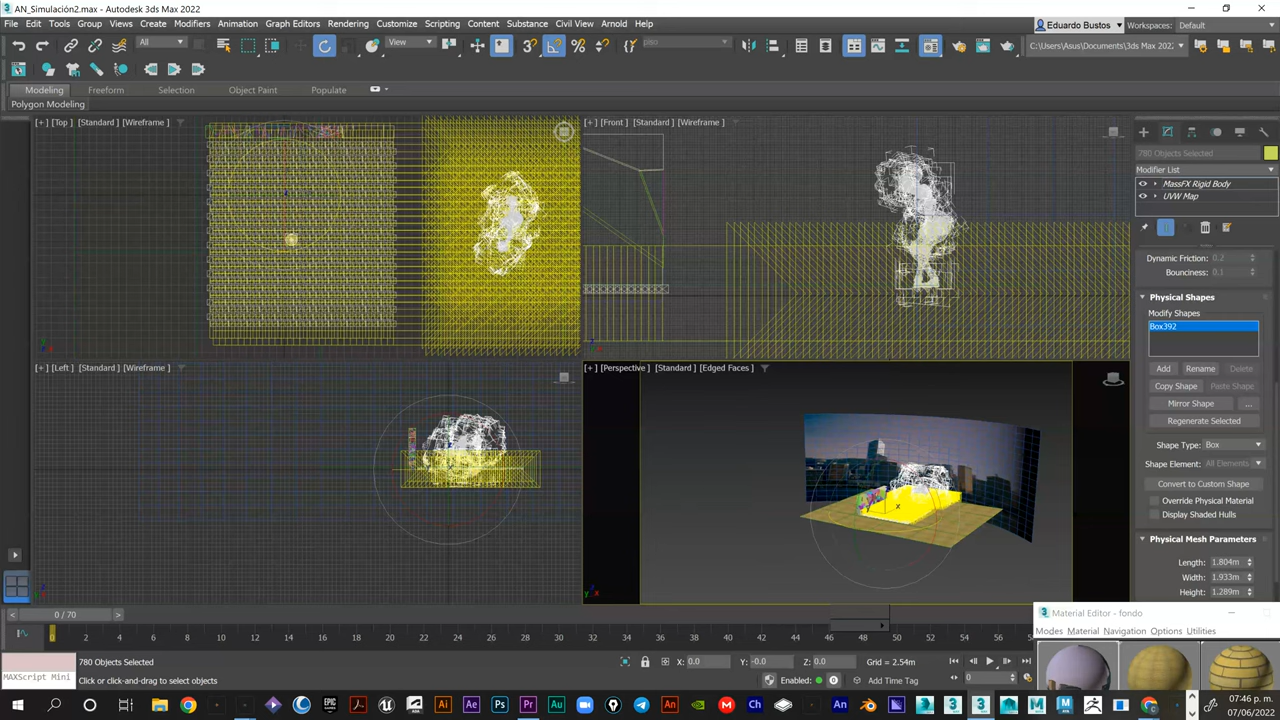 AN_Simulación2.max - Autodesk 3ds Max 2022
File Edit Tools Group Views Create Modifiers Animation Graph Editors Rendering Customize Scripting Content Substance Civil View Arnold Help
Eduardo Bustos
Workspaces: Default
All
View
piso
C:\Users\Asus\Documents\3ds Max 2022
Modeling Freeform Selection Object Paint Populate
Polygon Modeling
[+] [Top] [Standard] [Wireframe]
[+] [Front] [Standard] [Wireframe]
[+] [Left] [Standard] [Wireframe]
[+] [Perspective] [Standard] [Edged Faces]
x
780 Objects Selected
Modifier List
MassFX Rigid Body
UVW Map
Dynamic Friction: 0.2
Bounciness: 0.1
Physical Shapes
Modify Shapes
Box392
Add Rename Delete
Copy Shape Paste Shape
Mirror Shape ...
Regenerate Selected
Shape Type: Box
Shape Element: All Elements
Convert to Custom Shape
Override Physical Material
Display Shaded Hulls
Physical Mesh Parameters
Length: 1.804m
Width: 1.933m
Height: 1.289m
< 0 / 70 >
0 2 4 6 8 10 12 14 16 18 20 22 24 26 28 30 32 34 36 38 40 42 44 46 48 50 52 54 56 58
Material Editor - fondo
Modes Material Navigation Options Utilities
MAXScript Mini
780 Objects Selected
Click or click-and-drag to select objects
X: 0.0 Y: -0.0 Z: 0.0 Grid = 2.54m
Enabled: Add Time Tag
0
07:46 p. m.
07/06/2022